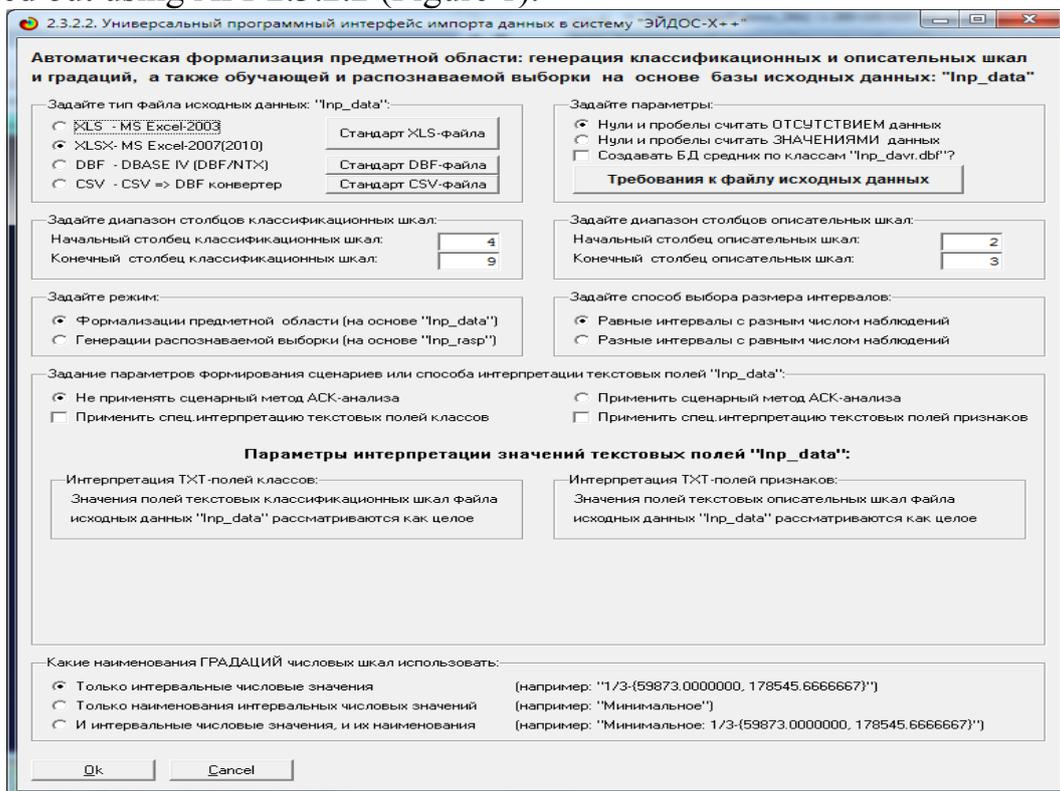 2.3.2.2. Универсальный программный интерфейс импорта данных в систему "ЭЙДОС-X++"
Автоматическая формализация предметной области: генерация классификационных и описательных шкал
и градаций, а также обучающей и распознаваемой выборки на основе базы исходных данных: "Inp_data"
Задайте тип файла исходных данных: "Inp_data":
XLS - MS Excel-2003
XLSX- MS Excel-2007(2010)
DBF - DBASE IV (DBF/NTX)
CSV - CSV => DBF конвертер
Стандарт XLS-файла
Стандарт DBF-файла
Стандарт CSV-файла
Задайте параметры:
Нули и пробелы считать ОТСУТСТВИЕМ данных
Нули и пробелы считать ЗНАЧЕНИЯМИ данных
Создавать БД средних по классам "Inp_davr.dbf"?
Требования к файлу исходных данных
Задайте диапазон столбцов классификационных шкал:
Начальный столбец классификационных шкал: 4
Конечный столбец классификационных шкал: 9
Задайте диапазон столбцов описательных шкал:
Начальный столбец описательных шкал: 2
Конечный столбец описательных шкал: 3
Задайте режим:
Формализации предметной области (на основе "Inp_data")
Генерации распознаваемой выборки (на основе "Inp_rasp")
Задайте способ выбора размера интервалов:
Равные интервалы с разным числом наблюдений
Разные интервалы с равным числом наблюдений
Задание параметров формирования сценариев или способа интерпретации текстовых полей "Inp_data":
Не применять сценарный метод АСК-анализа
Применить спец.интерпретацию текстовых полей классов
Применить сценарный метод АСК-анализа
Применить спец.интерпретацию текстовых полей признаков
Параметры интерпретации значений текстовых полей "Inp_data":
Интерпретация TXT-полей классов:
Значения полей текстовых классификационных шкал файла
исходных данных "Inp_data" рассматриваются как целое
Интерпретация TXT-полей признаков:
Значения полей текстовых описательных шкал файла
исходных данных "Inp_data" рассматриваются как целое
Какие наименования ГРАДАЦИЙ числовых шкал использовать:
Только интервальные числовые значения (например: "1/3-{59873.0000000, 178545.6666667}")
Только наименования интервальных числовых значений (например: "Минимальное")
И интервальные числовые значения, и их наименования (например: "Минимальное: 1/3-{59873.0000000, 178545.6666667}")
Ok
Cancel